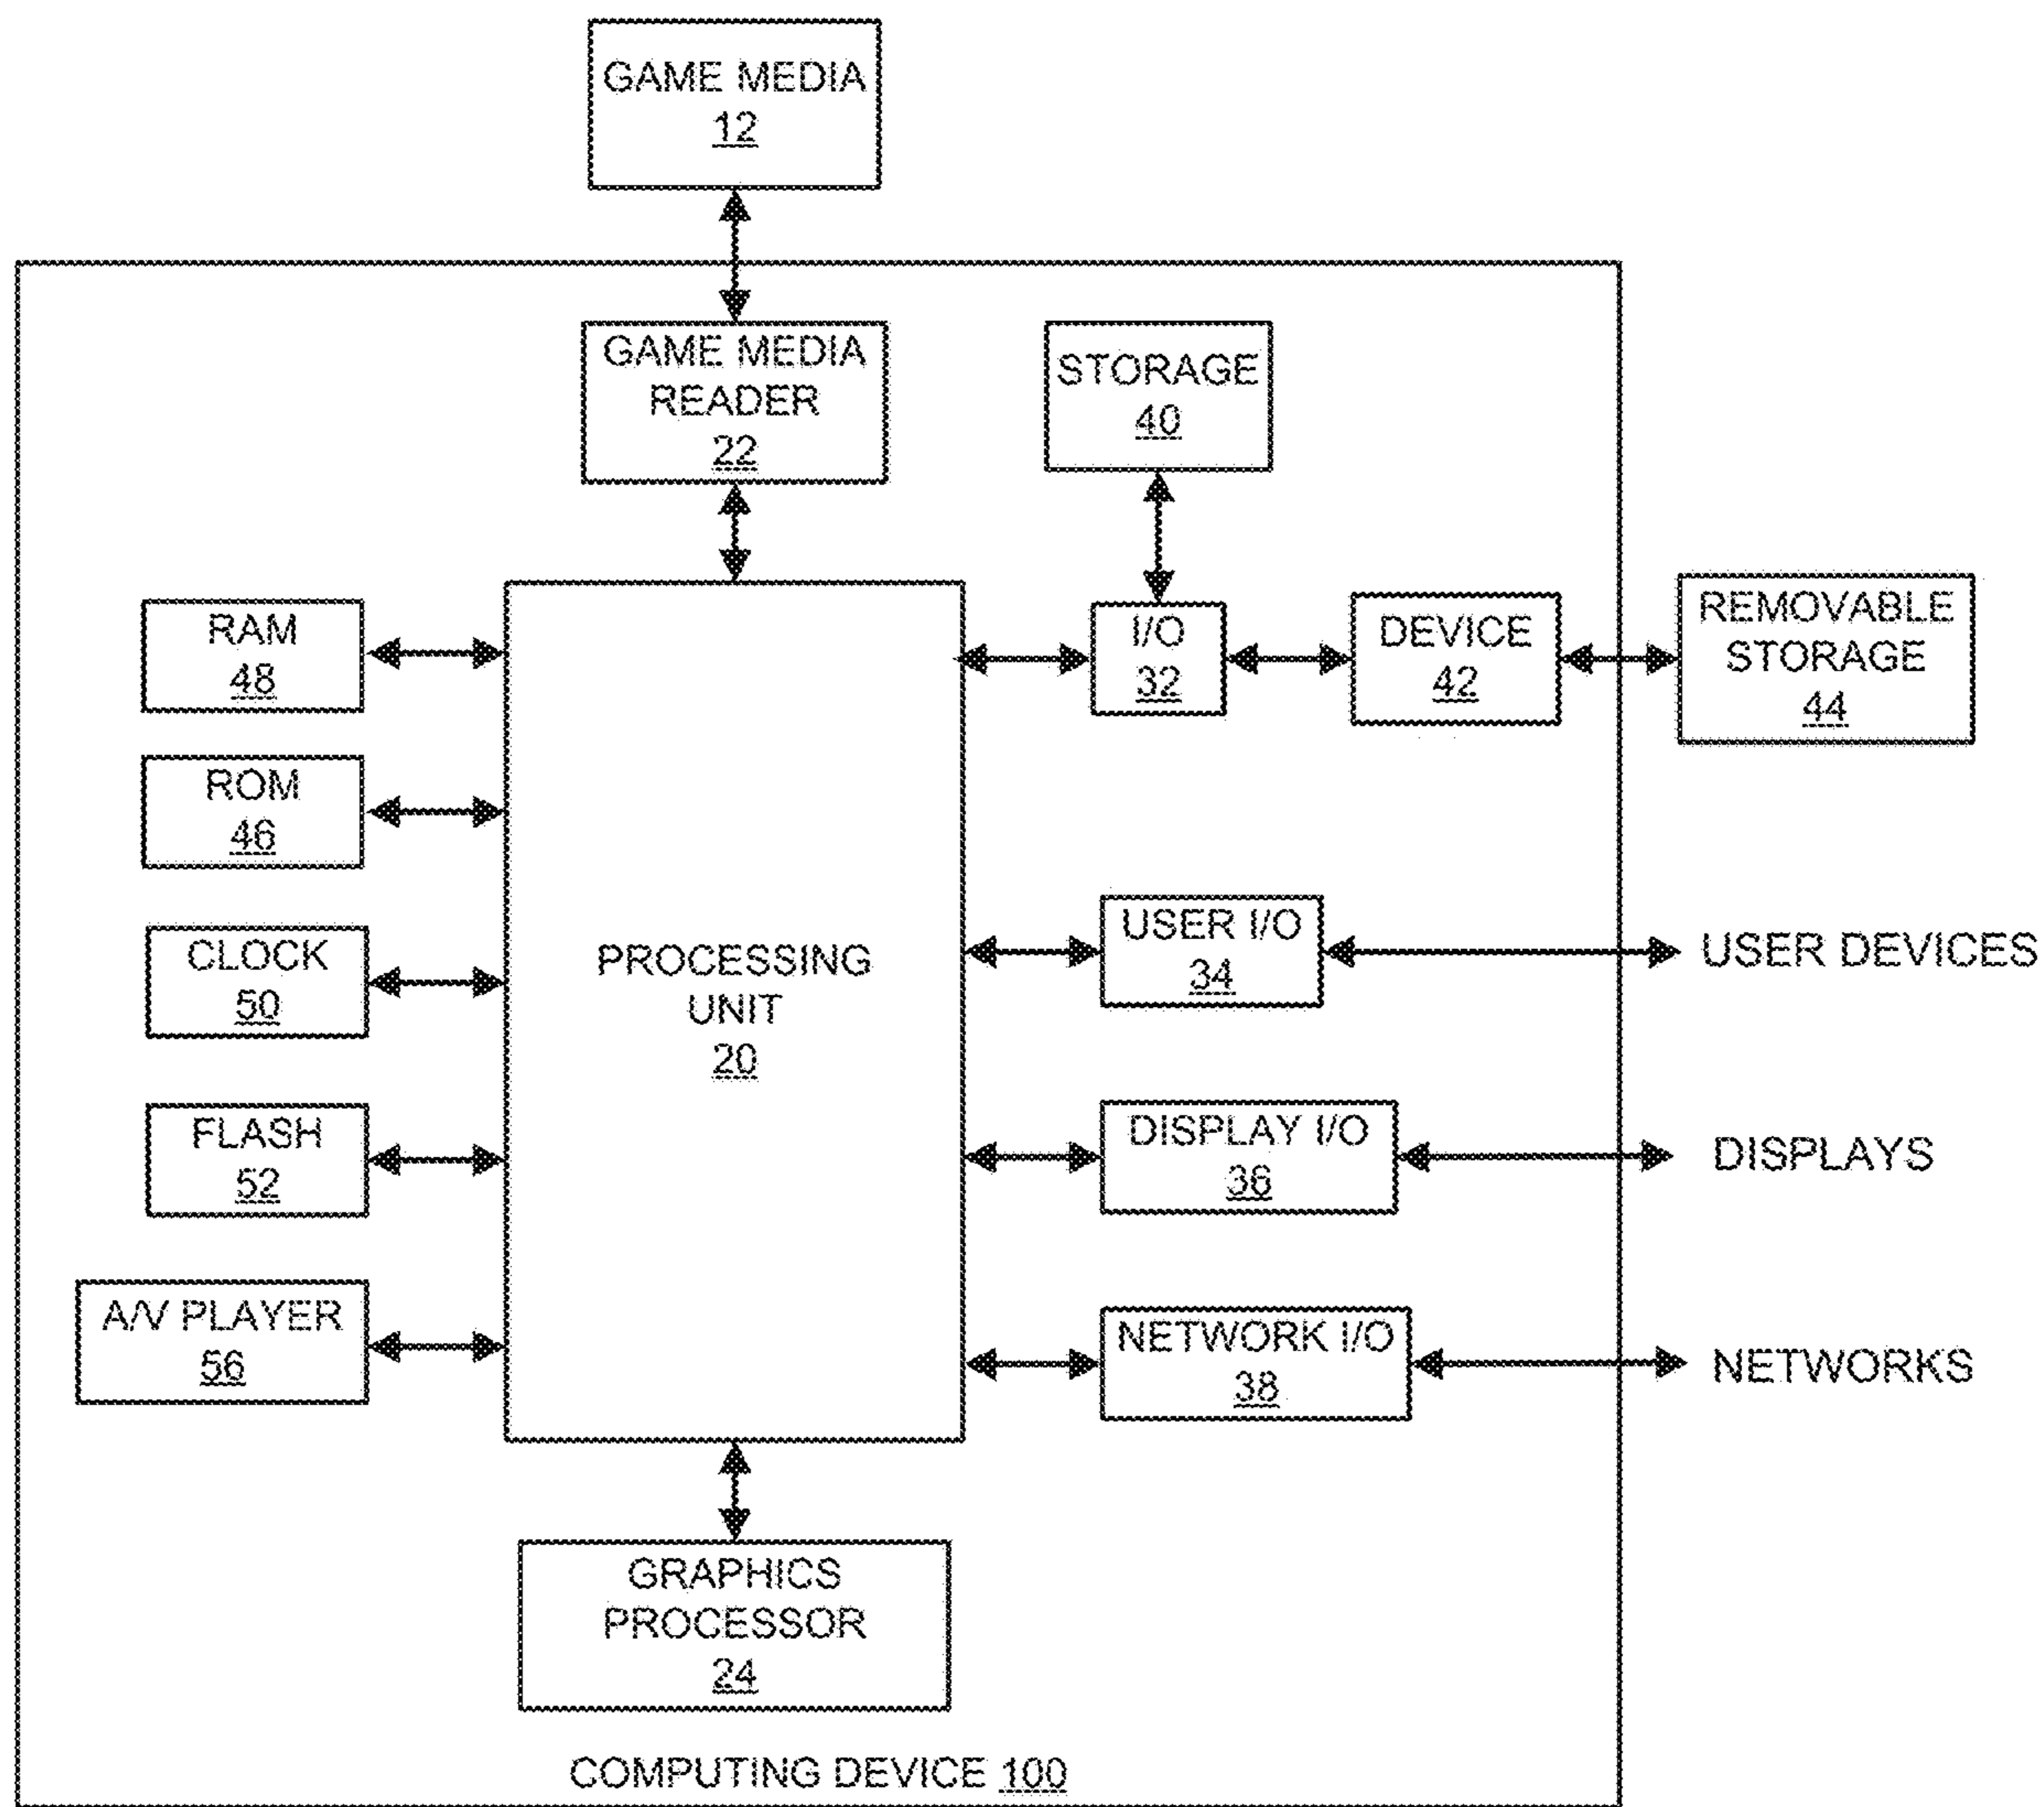 GAME MEDIA
12
GAME MEDIA
READER
22
STORAGE
40
RAM
48
I/O
32
DEVICE
42
REMOVABLE
STORAGE
44
ROM
46
CLOCK
50
PROCESSING
UNIT
20
USER I/O
34
USER DEVICES
FLASH
52
DISPLAY I/O
36
DISPLAYS
A/V PLAYER
56
NETWORK I/O
38
NETWORKS
GRAPHICS
PROCESSOR
24
COMPUTING DEVICE 100